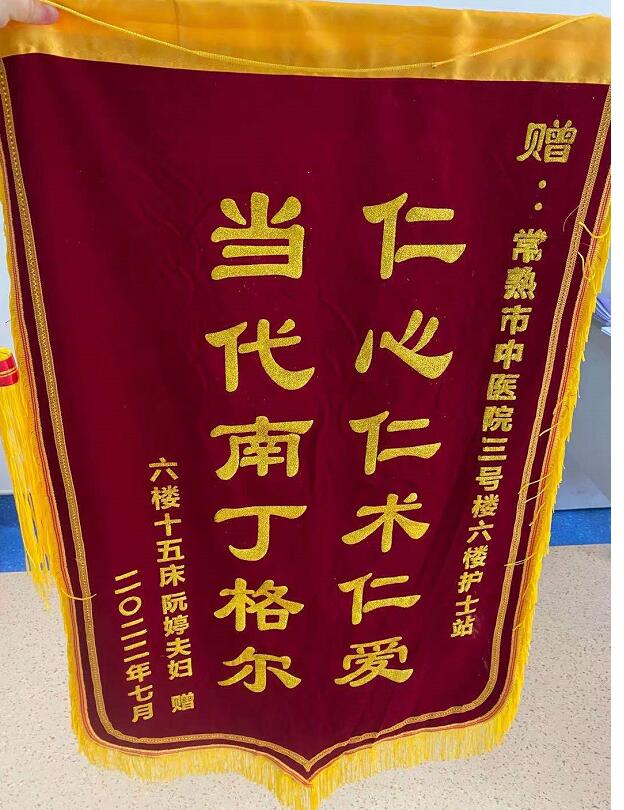 赠：常熟市中医院三号楼六楼护士站
仁心仁术仁爱
当代南丁格尔
六楼十五床阮婷夫妇 赠
二〇二二年七月